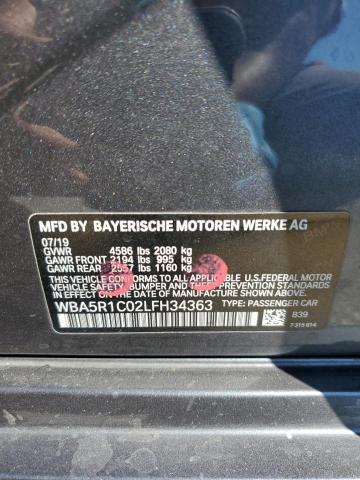 MFD BY BAYERISCHE MOTOREN WERKE AG
07/19
GVWR 4586 lbs 2080 kg
GAWR FRONT 2194 lbs 995 kg
GAWR REAR 2557 lbs 1160 kg
THIS VEHICLE CONFORMS TO ALL APPLICABLE U.S. FEDERAL MOTOR
VEHICLE SAFETY, BUMPER, AND THEFT PREVENTION
STANDARDS IN EFFECT ON THE DATE OF MANUFACTURE SHOWN ABOVE.
WBA5R1C02LFH34363 TYPE: PASSENGER CAR
B39
7 315 614